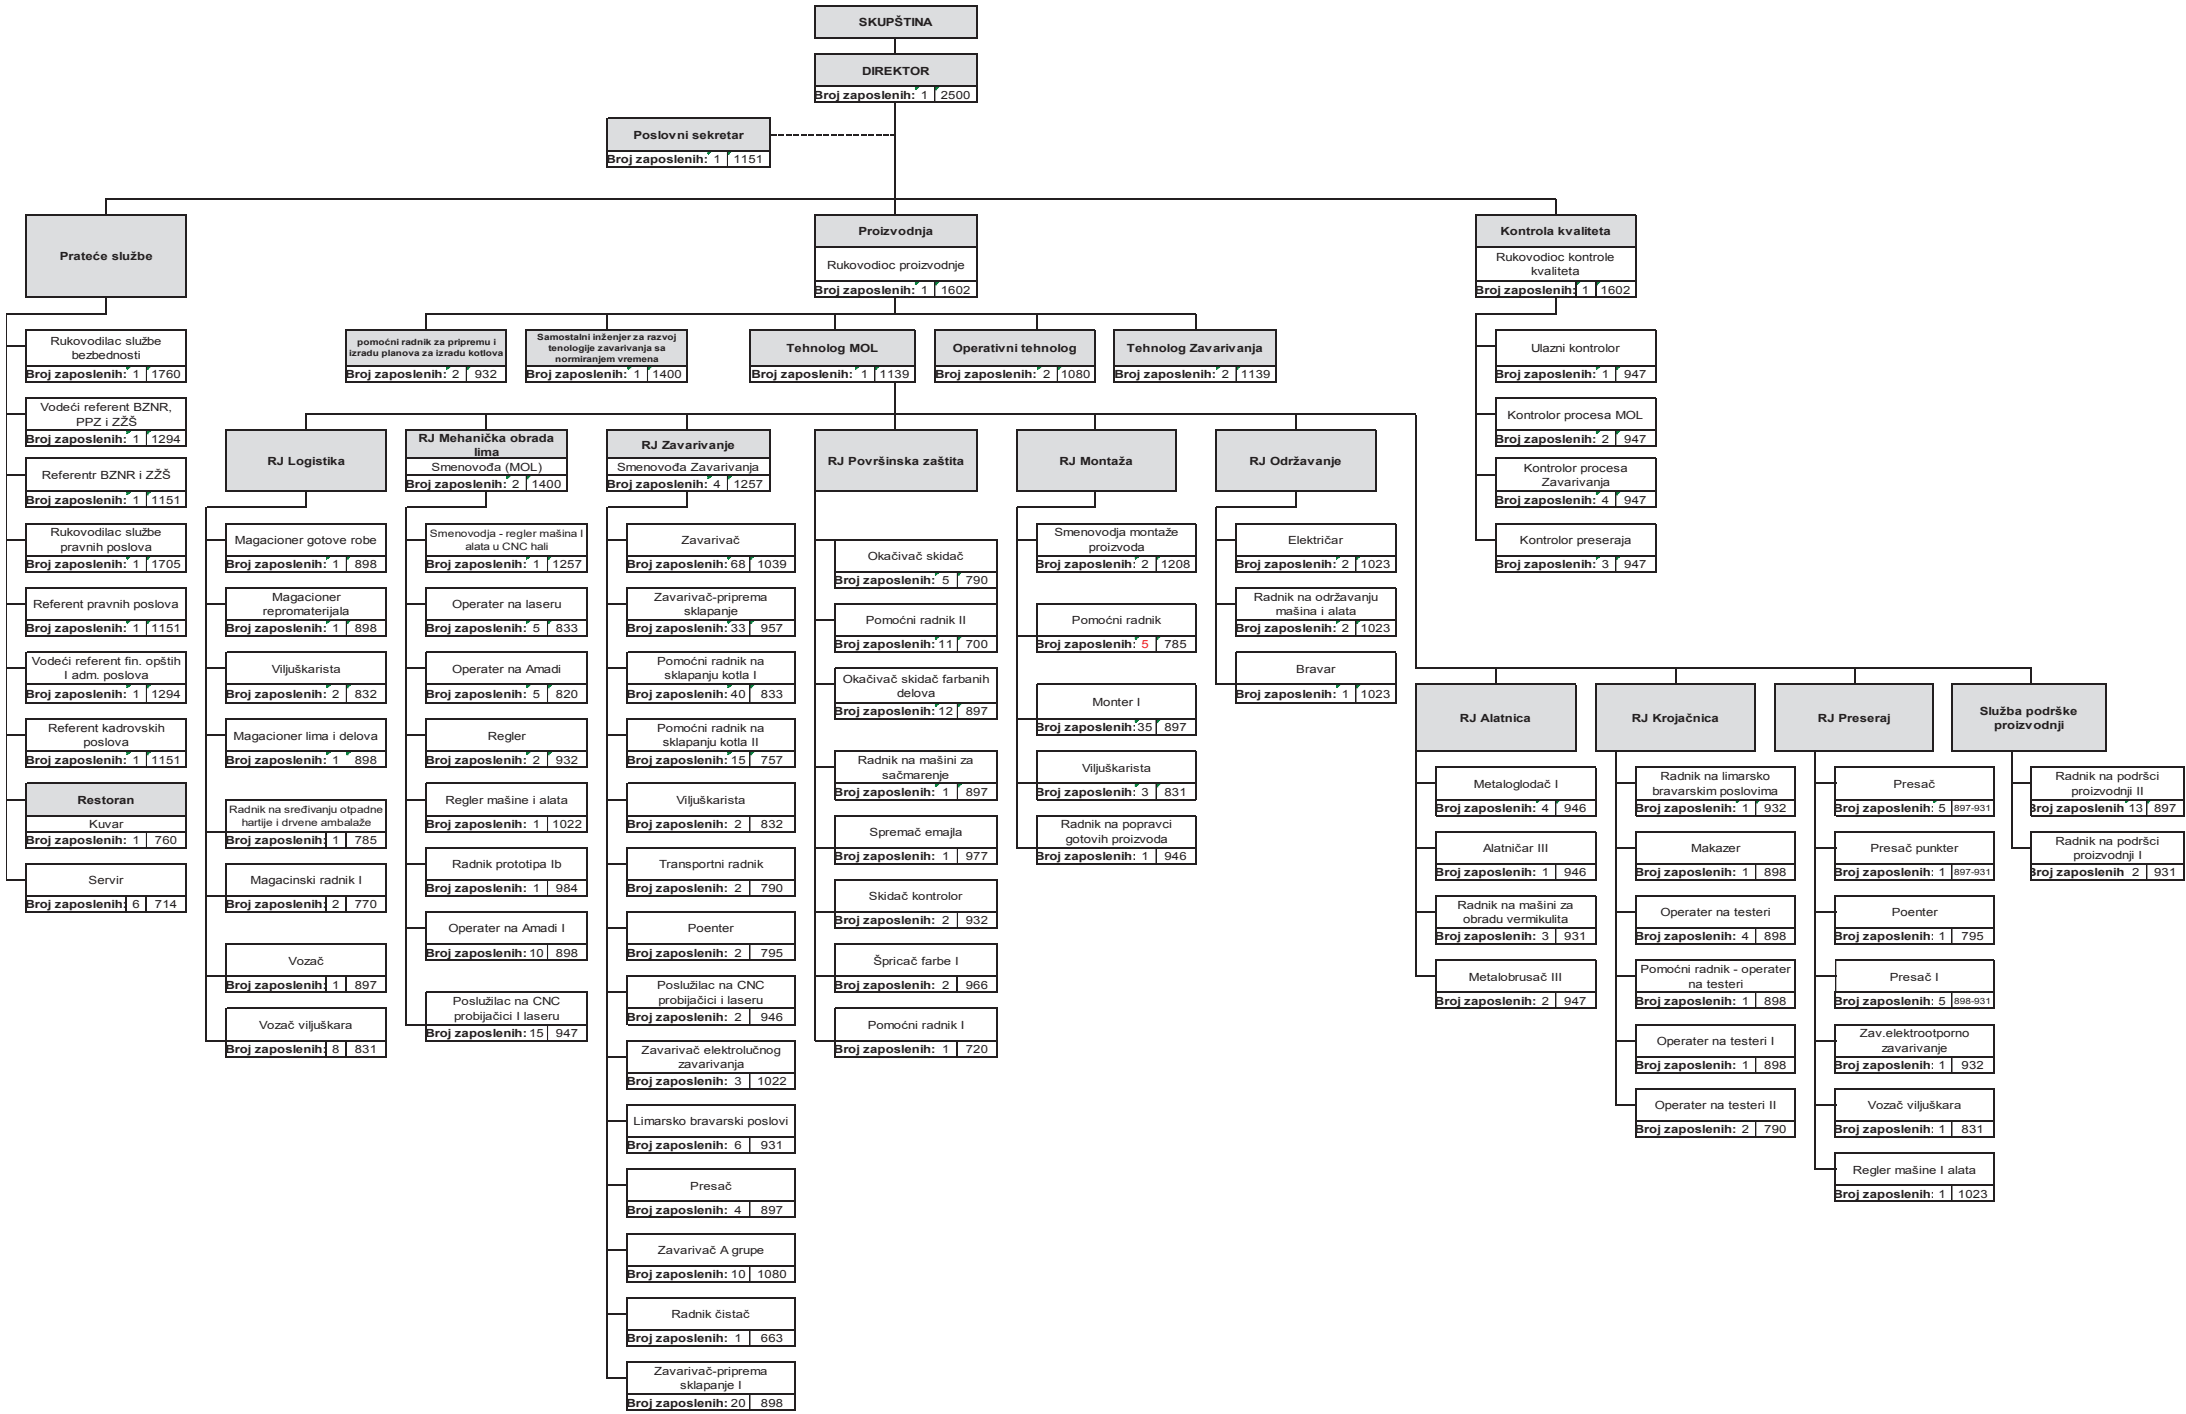 SKUPŠTINA
DIREKTOR
Broj zaposlenih: 1 2500
Poslovni sekretar
Broj zaposlenih: 1 1151
Prateće službe
Rukovodilac službe
bezbednosti
Broj zaposlenih: 1 1760
Vodeći referent BZNR,
PPZ i ZŽŠ
Broj zaposlenih: 1 1294
Referentr BZNR i ZŽŠ
Broj zaposlenih: 1 1151
Rukovodilac službe
pravnih poslova
Broj zaposlenih: 1 1705
Referent pravnih poslova
Broj zaposlenih: 1 1151
Vodeći referent fin. opštih
I adm. poslova
Broj zaposlenih: 1 1294
Referent kadrovskih
poslova
Broj zaposlenih: 1 1151
Restoran
Kuvar
Broj zaposlenih: 1 760
Servir
Broj zaposlenih: 6 714
Proizvodnja
Rukovodioc proizvodnje
Broj zaposlenih: 1 1602
pomoćni radnik za pripremu i
izradu planova za izradu kotlova
Broj zaposlenih: 2 932
Samostalni inženjer za razvoj
tenologije zavarivanja sa
normiranjem vremena
Broj zaposlenih: 1 1400
Tehnolog MOL
Broj zaposlenih: 1 1139
Operativni tehnolog
Broj zaposlenih: 2 1080
Tehnolog Zavarivanja
Broj zaposlenih: 2 1139
RJ Logistika
Magacioner gotove robe
Broj zaposlenih: 1 898
Magacioner
repromaterijala
Broj zaposlenih: 1 898
Viljuškarista
Broj zaposlenih: 2 832
Magacioner lima i delova
Broj zaposlenih: 1 898
Radnik na sređivanju otpadne
hartije i drvene ambalaže
Broj zaposlenih: 1 785
Magacinski radnik I
Broj zaposlenih: 2 770
Vozač
Broj zaposlenih: 1 897
Vozač viljuškara
Broj zaposlenih: 8 831
RJ Mehanička obrada
lima
Smenovođa (MOL)
Broj zaposlenih: 2 1400
Smenovodja - regler mašina I
alata u CNC hali
Broj zaposlenih: 1 1257
Operater na laseru
Broj zaposlenih: 5 833
Operater na Amadi
Broj zaposlenih: 5 820
Regler
Broj zaposlenih: 2 932
Regler mašine i alata
Broj zaposlenih: 1 1022
Radnik prototipa Ib
Broj zaposlenih: 1 984
Operater na Amadi I
Broj zaposlenih: 10 898
Poslužilac na CNC
probijačici I laseru
Broj zaposlenih: 15 947
RJ Zavarivanje
Smenovođa Zavarivanja
Broj zaposlenih: 4 1257
Zavarivač
Broj zaposlenih: 68 1039
Zavarivač-priprema
sklapanje
Broj zaposlenih: 33 957
Pomoćni radnik na
sklapanju kotla I
Broj zaposlenih: 40 833
Pomoćni radnik na
sklapanju kotla II
Broj zaposlenih: 15 757
Viljuškarista
Broj zaposlenih: 2 832
Transportni radnik
Broj zaposlenih: 2 790
Poenter
Broj zaposlenih: 2 795
Poslužilac na CNC
probijačici i laseru
Broj zaposlenih: 2 946
Zavarivač elektrolučnog
zavarivanja
Broj zaposlenih: 3 1022
Limarsko bravarski poslovi
Broj zaposlenih: 6 931
Presač
Broj zaposlenih: 4 897
Zavarivač A grupe
Broj zaposlenih: 10 1080
Radnik čistač
Broj zaposlenih: 1 663
Zavarivač-priprema
sklapanje I
Broj zaposlenih: 20 898
RJ Površinska zaštita
Okačivač skidač
Broj zaposlenih: 5 790
Pomoćni radnik II
Broj zaposlenih: 11 700
Okačivač skidač farbanih
delova
Broj zaposlenih: 12 897
Radnik na mašini za
sačmarenje
Broj zaposlenih: 1 897
Spremač emajla
Broj zaposlenih: 1 977
Skidač kontrolor
Broj zaposlenih: 2 932
Špricač farbe I
Broj zaposlenih: 2 966
Pomoćni radnik I
Broj zaposlenih: 1 720
RJ Montaža
Smenovodja montaže
proizvoda
Broj zaposlenih: 2 1208
Pomoćni radnik
Broj zaposlenih: 5 785
Monter I
Broj zaposlenih: 35 897
Viljuškarista
Broj zaposlenih: 3 831
Radnik na popravci
gotovih proizvoda
Broj zaposlenih: 1 946
RJ Održavanje
Električar
Broj zaposlenih: 2 1023
Radnik na održavanju
mašina i alata
Broj zaposlenih: 2 1023
Bravar
Broj zaposlenih: 1 1023
RJ Alatnica
Metaloglodač I
Broj zaposlenih: 4 946
Alatničar III
Broj zaposlenih: 1 946
Radnik na mašini za
obradu vermikulita
Broj zaposlenih: 3 931
Metalobrusač III
Broj zaposlenih: 2 947
RJ Krojačnica
Radnik na limarsko
bravarskim poslovima
Broj zaposlenih: 1 932
Makazer
Broj zaposlenih: 1 898
Operater na testeri
Broj zaposlenih: 4 898
Pomoćni radnik - operater
na testeri
Broj zaposlenih: 1 898
Operater na testeri I
Broj zaposlenih: 1 898
Operater na testeri II
Broj zaposlenih: 2 790
RJ Preseraj
Presač
Broj zaposlenih: 5 897-931
Presač punkter
Broj zaposlenih: 1 897-931
Poenter
Broj zaposlenih: 1 795
Presač I
Broj zaposlenih: 5 898-931
Zav.elektrootporno
zavarivanje
Broj zaposlenih: 1 932
Vozač viljuškara
Broj zaposlenih: 1 831
Regler mašine I alata
Broj zaposlenih: 1 1023
Služba podrške
proizvodnji
Radnik na podršci
proizvodnji II
Broj zaposlenih 13 897
Radnik na podršci
proizvodnji I
Broj zaposlenih 2 931
Kontrola kvaliteta
Rukovodioc kontrole
kvaliteta
Broj zaposlenih: 1 1602
Ulazni kontrolor
Broj zaposlenih: 1 947
Kontrolor procesa MOL
Broj zaposlenih: 2 947
Kontrolor procesa
Zavarivanja
Broj zaposlenih: 4 947
Kontrolor preseraja
Broj zaposlenih: 3 947